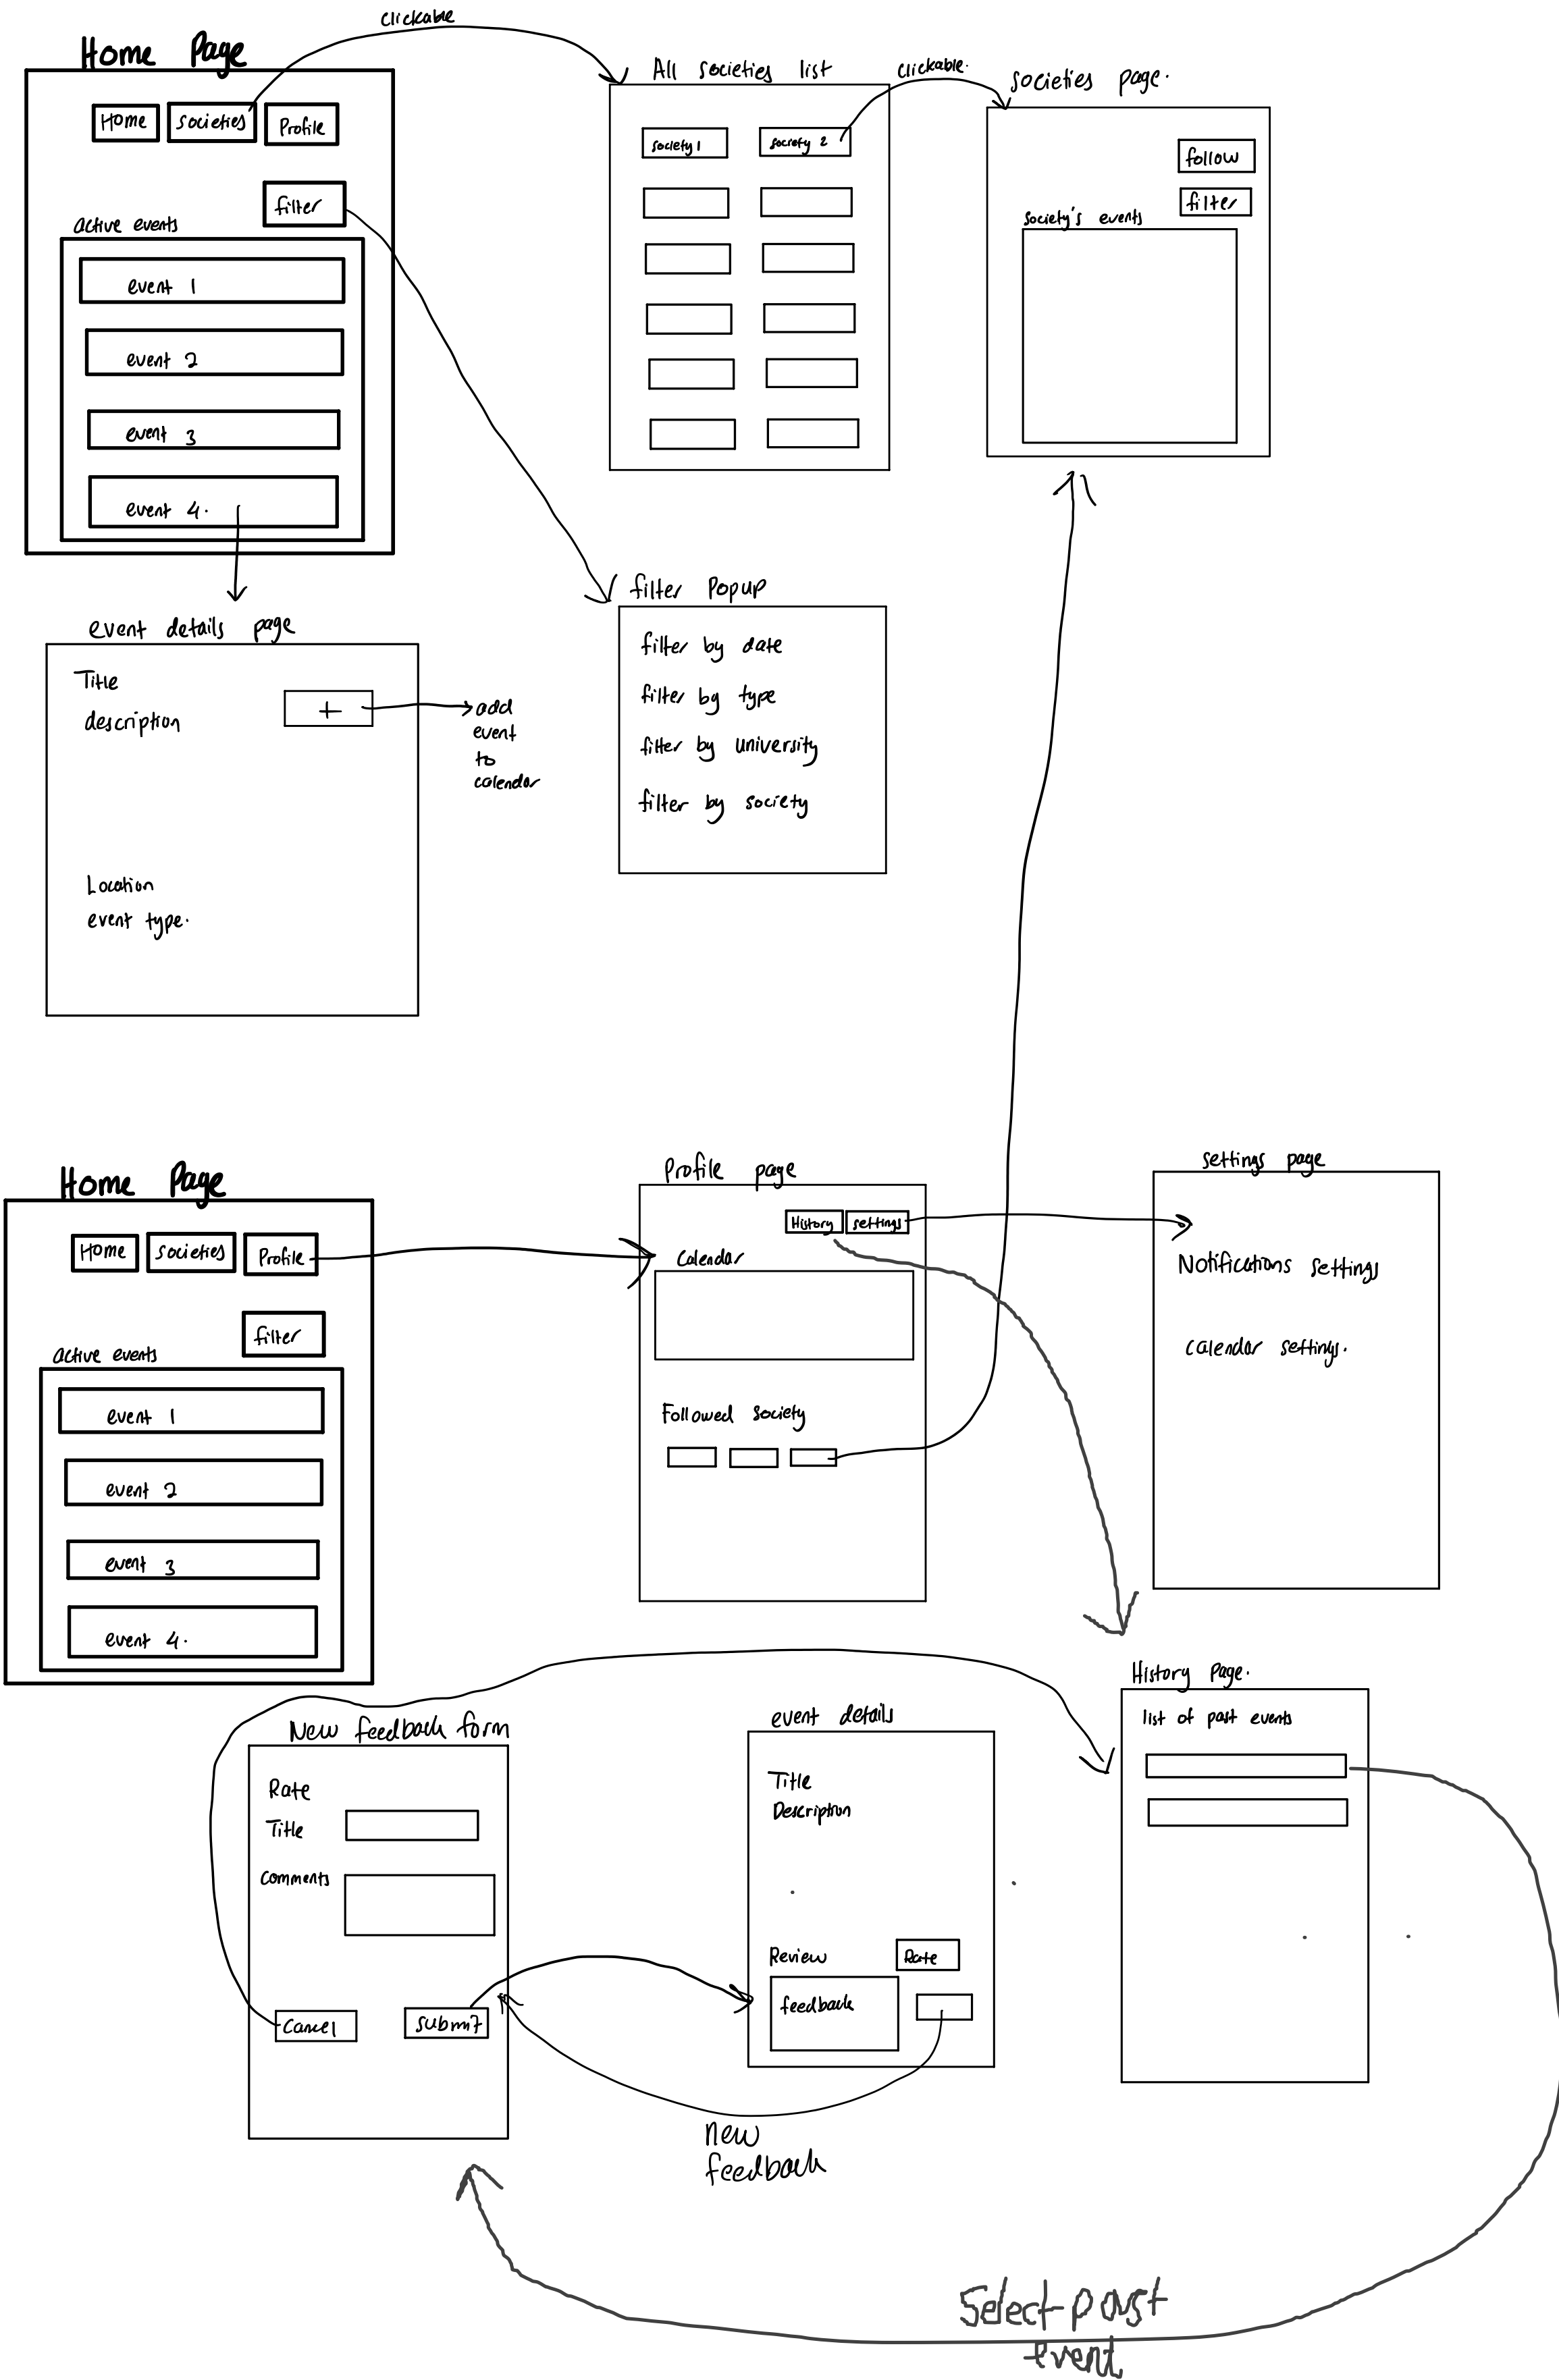 clickable
Home Page
Home
societies
Profile
filter
active events
event 1
event 2
event 3
event 4.
All societies list
society 1
society 2
clickable.
societies page.
follow
filter
society's events
event details page
Title
description
+
add
event
to
calendar
Location
event type.
filter Popup
filter by date
filter by type
filter by university
filter by society
Home Page
Home
societies
Profile
filter
active events
event 1
event 2
event 3
event 4.
Profile page
History
settings
Calendar
Followed society
settings page
Notifications settings
calendar settings.
New feedback form
Rate
Title
Comments
Cancel
submit
event details
Title
Description
Review
Rate
feedback
new
feedback
History Page.
list of past events
Select past
event